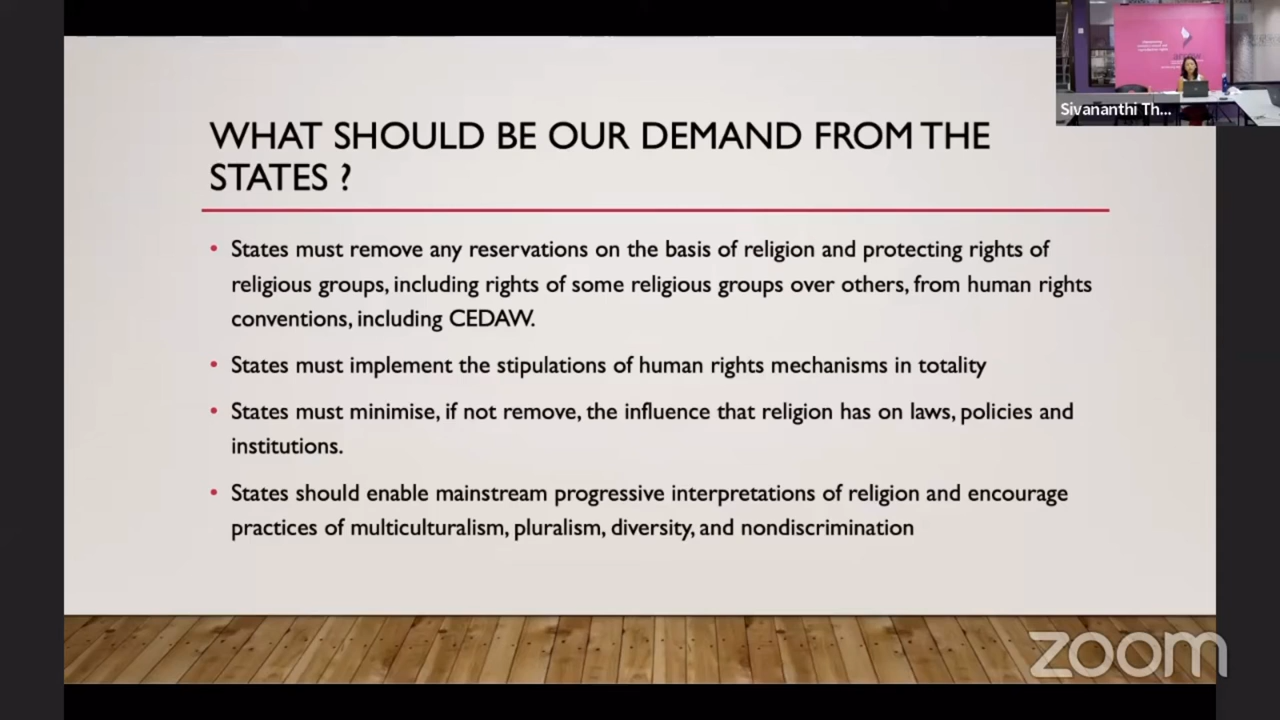 WHAT SHOULD BE OUR DEMAND FROM THE
STATES ?
• States must remove any reservations on the basis of religion and protecting rights of
religious groups, including rights of some religious groups over others, from human rights
conventions, including CEDAW.
• States must implement the stipulations of human rights mechanisms in totality
• States must minimise, if not remove, the influence that religion has on laws, policies and
institutions.
• States should enable mainstream progressive interpretations of religion and encourage
practices of multiculturalism, pluralism, diversity, and nondiscrimination
Sivananthi Th...
zoom